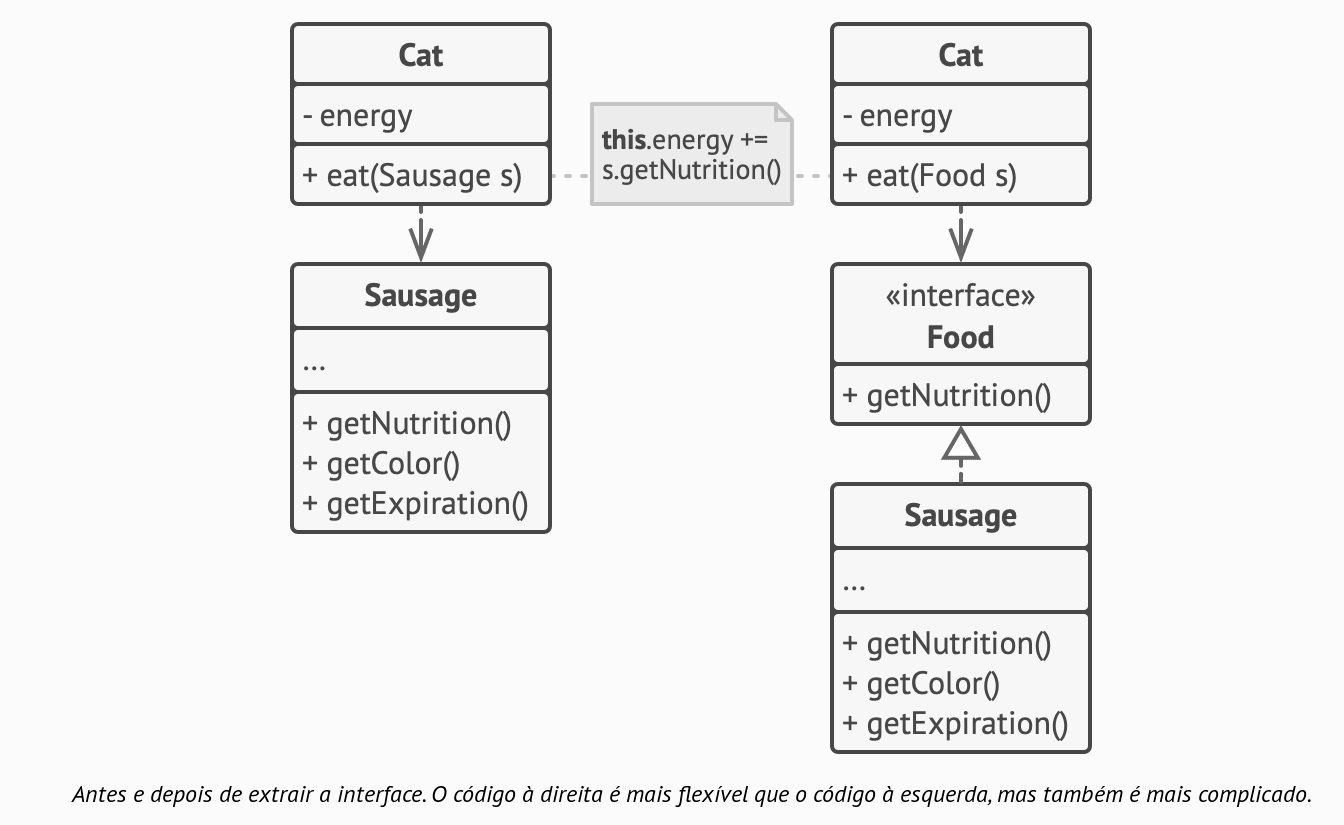 Cat
- energy
+ eat(Sausage s)
Sausage
...
+ getNutrition()
+ getColor()
+ getExpiration()
this.energy +=
s.getNutrition()
Cat
- energy
+ eat(Food s)
«interface»
Food
+ getNutrition()
Sausage
...
+ getNutrition()
+ getColor()
+ getExpiration()
Antes e depois de extrair a interface. O código à direita é mais flexível que o código à esquerda, mas também é mais complicado.